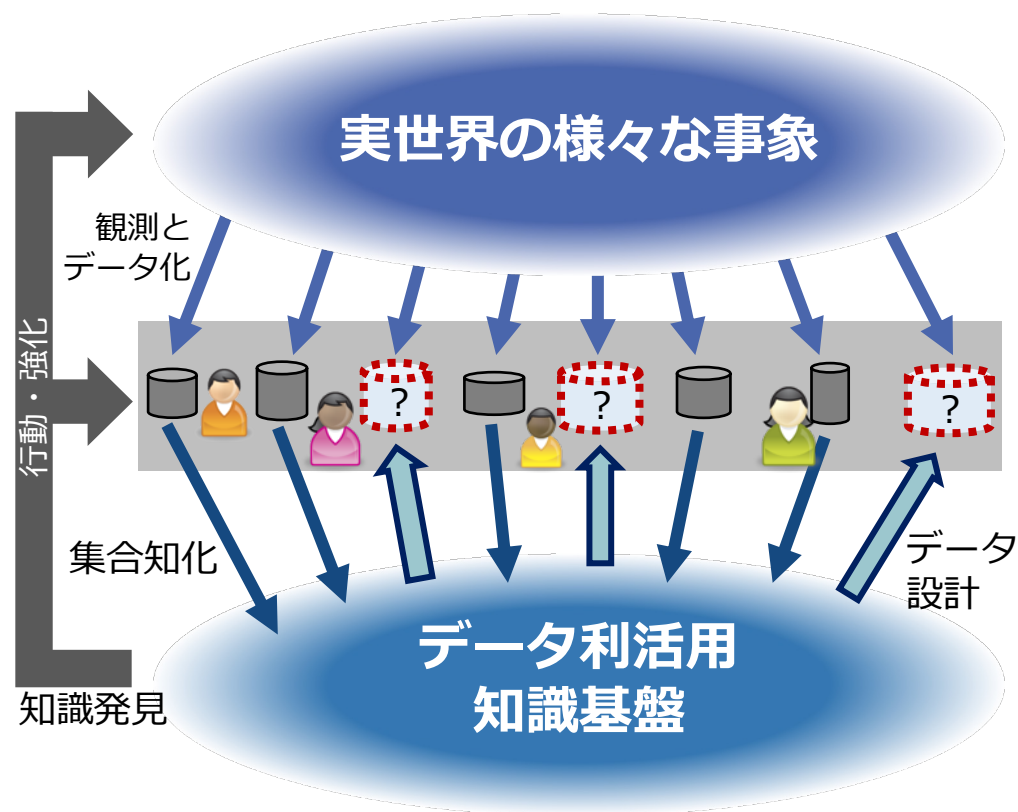 実世界の様々な事象
観測と
データ化
行動・強化
?
?
?
集合知化
データ
設計
データ利活用
知識基盤
知識発見